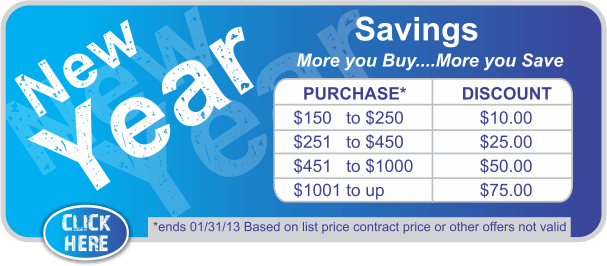 New
Year
Savings
More you Buy....More you Save
PURCHASE* DISCOUNT
$150 to $250 $10.00
$251 to $450 $25.00
$451 to $1000 $50.00
$1001 to up $75.00
CLICK
HERE
*ends 01/31/13 Based on list price contract price or other offers not valid